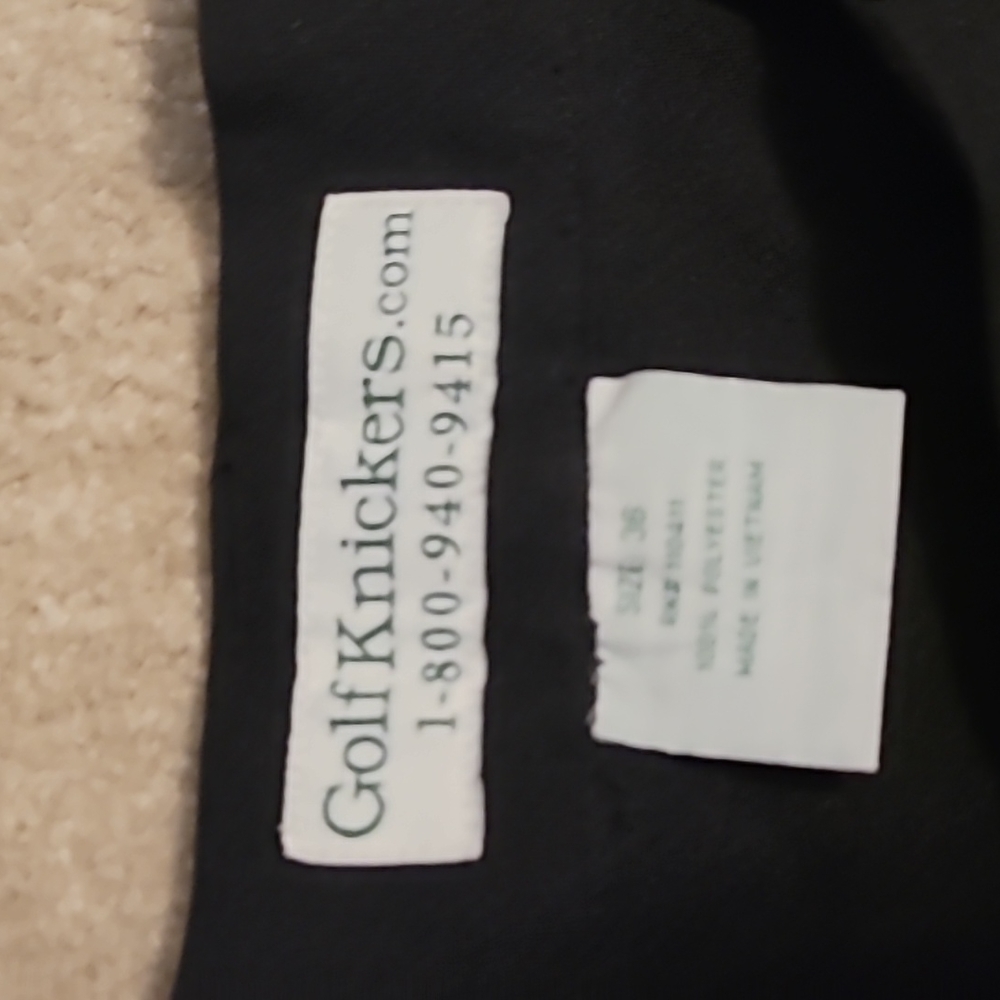 GolfKnickers.com
1-800-940-9415
SIZE 36
100% POLYESTER
MADE IN VIETNAM